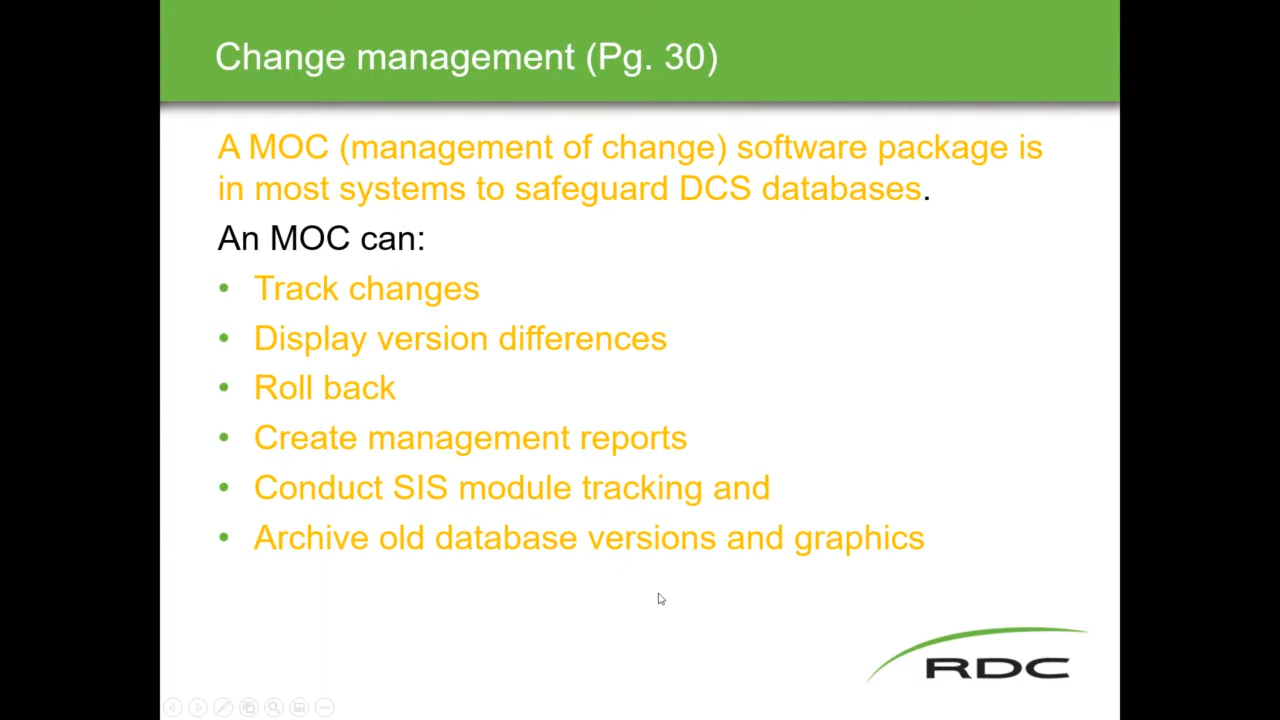 Change management (Pg. 30)
A MOC (management of change) software package is
in most systems to safeguard DCS databases.
An MOC can:
• Track changes
• Display version differences
• Roll back
• Create management reports
• Conduct SIS module tracking and
• Archive old database versions and graphics
RDC